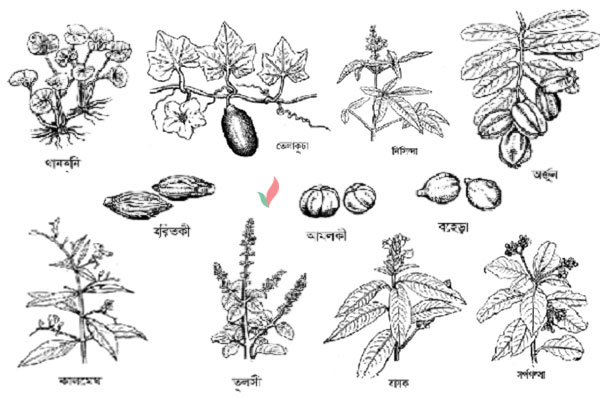 থানকুনি
তেলাকুচা
নিসিন্দা
অর্জুন
হরিতকী
আমলকী
বহেড়া
কালমেঘ
তুলসী
বাসক
সর্পগন্ধা